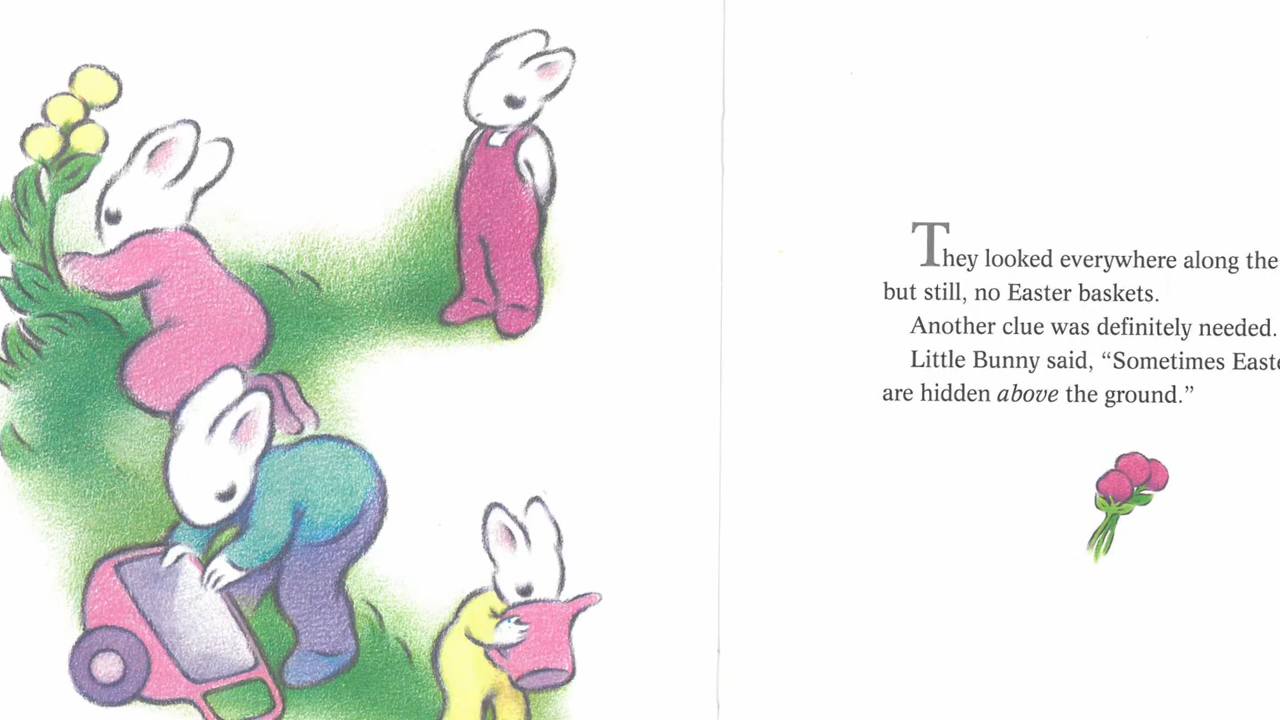 They looked everywhere along the
but still, no Easter baskets.
Another clue was definitely needed.
Little Bunny said, “Sometimes Easte
are hidden above the ground.”